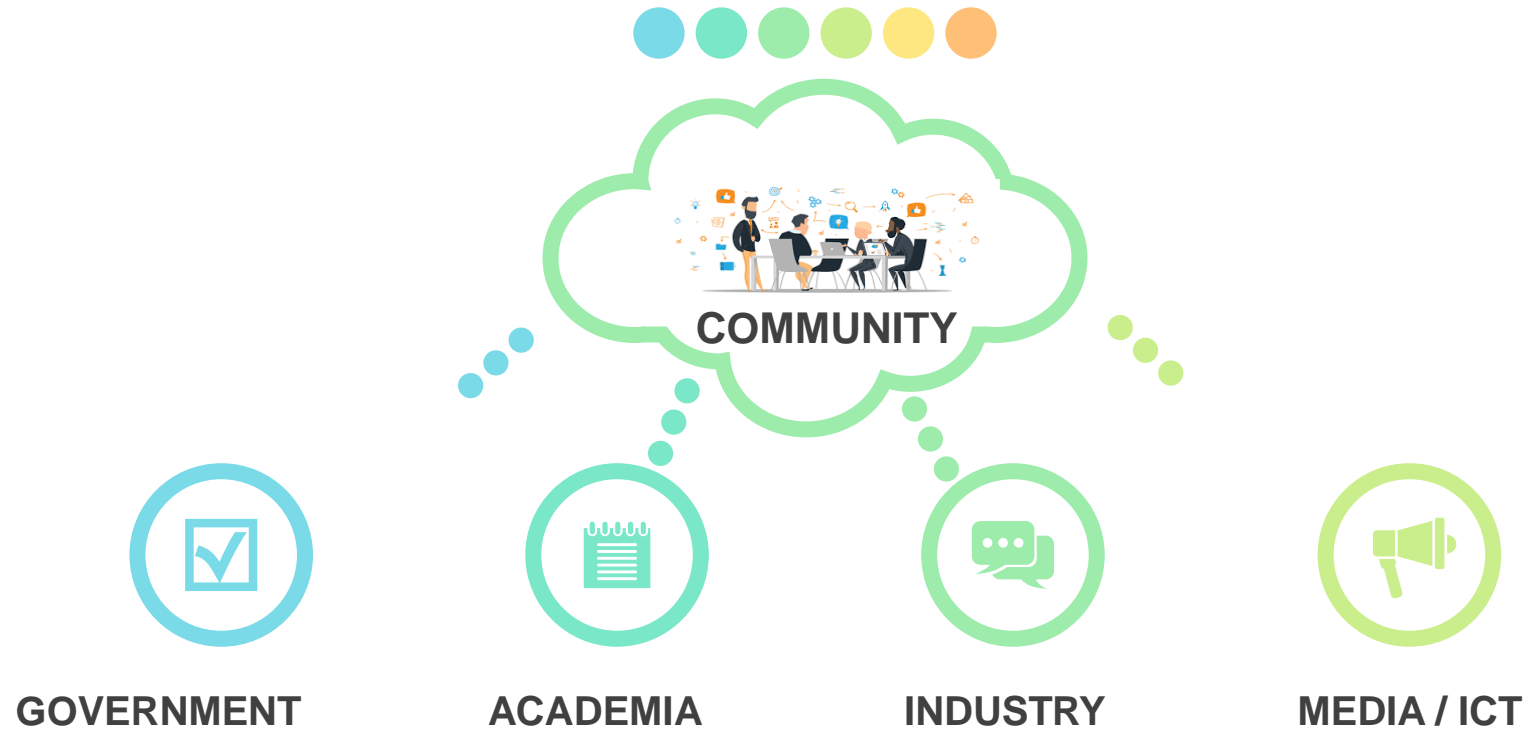 COMMUNITY
GOVERNMENT
ACADEMIA
INDUSTRY
MEDIA / ICT